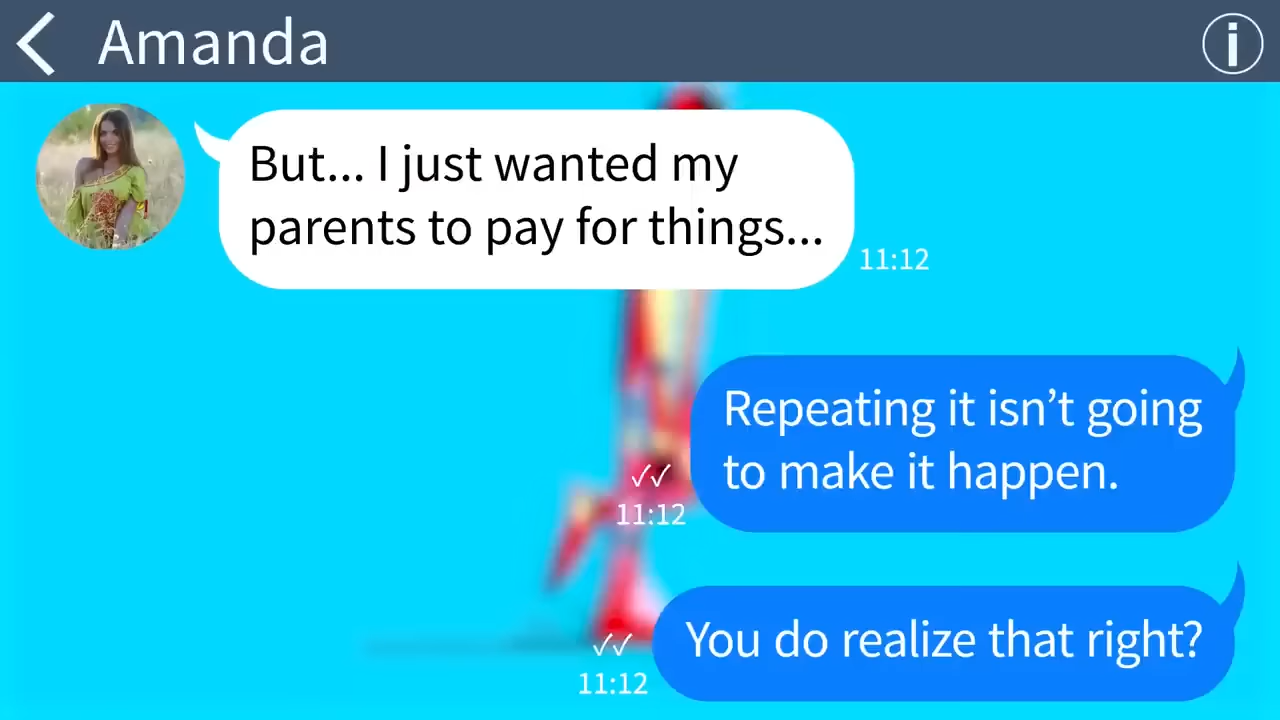 Amanda
But... I just wanted my
parents to pay for things...
11:12
Repeating it isn’t going
to make it happen.
11:12
You do realize that right?
11:12